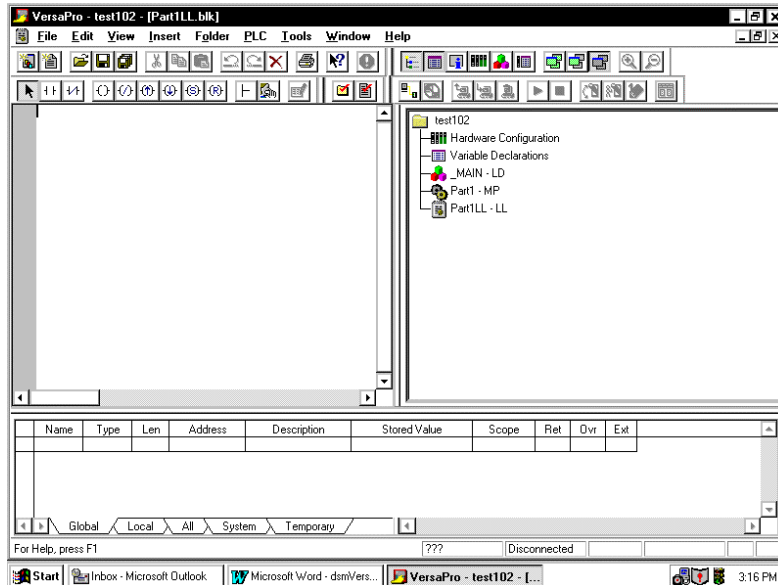 VersaPro - test102 - [Part1LL.blk]
File Edit View Insert Folder PLC Tools Window Help
test102
Hardware Configuration
Variable Declarations
_MAIN - LD
Part1 - MP
Part1LL - LL
Name Type Len Address Description Stored Value Scope Ret Ovr Ext
Global Local All System Temporary
For Help, press F1 ??? Disconnected
Start Inbox - Microsoft Outlook Microsoft Word - dsmVers... VersaPro - test102 - [... 3:16 PM